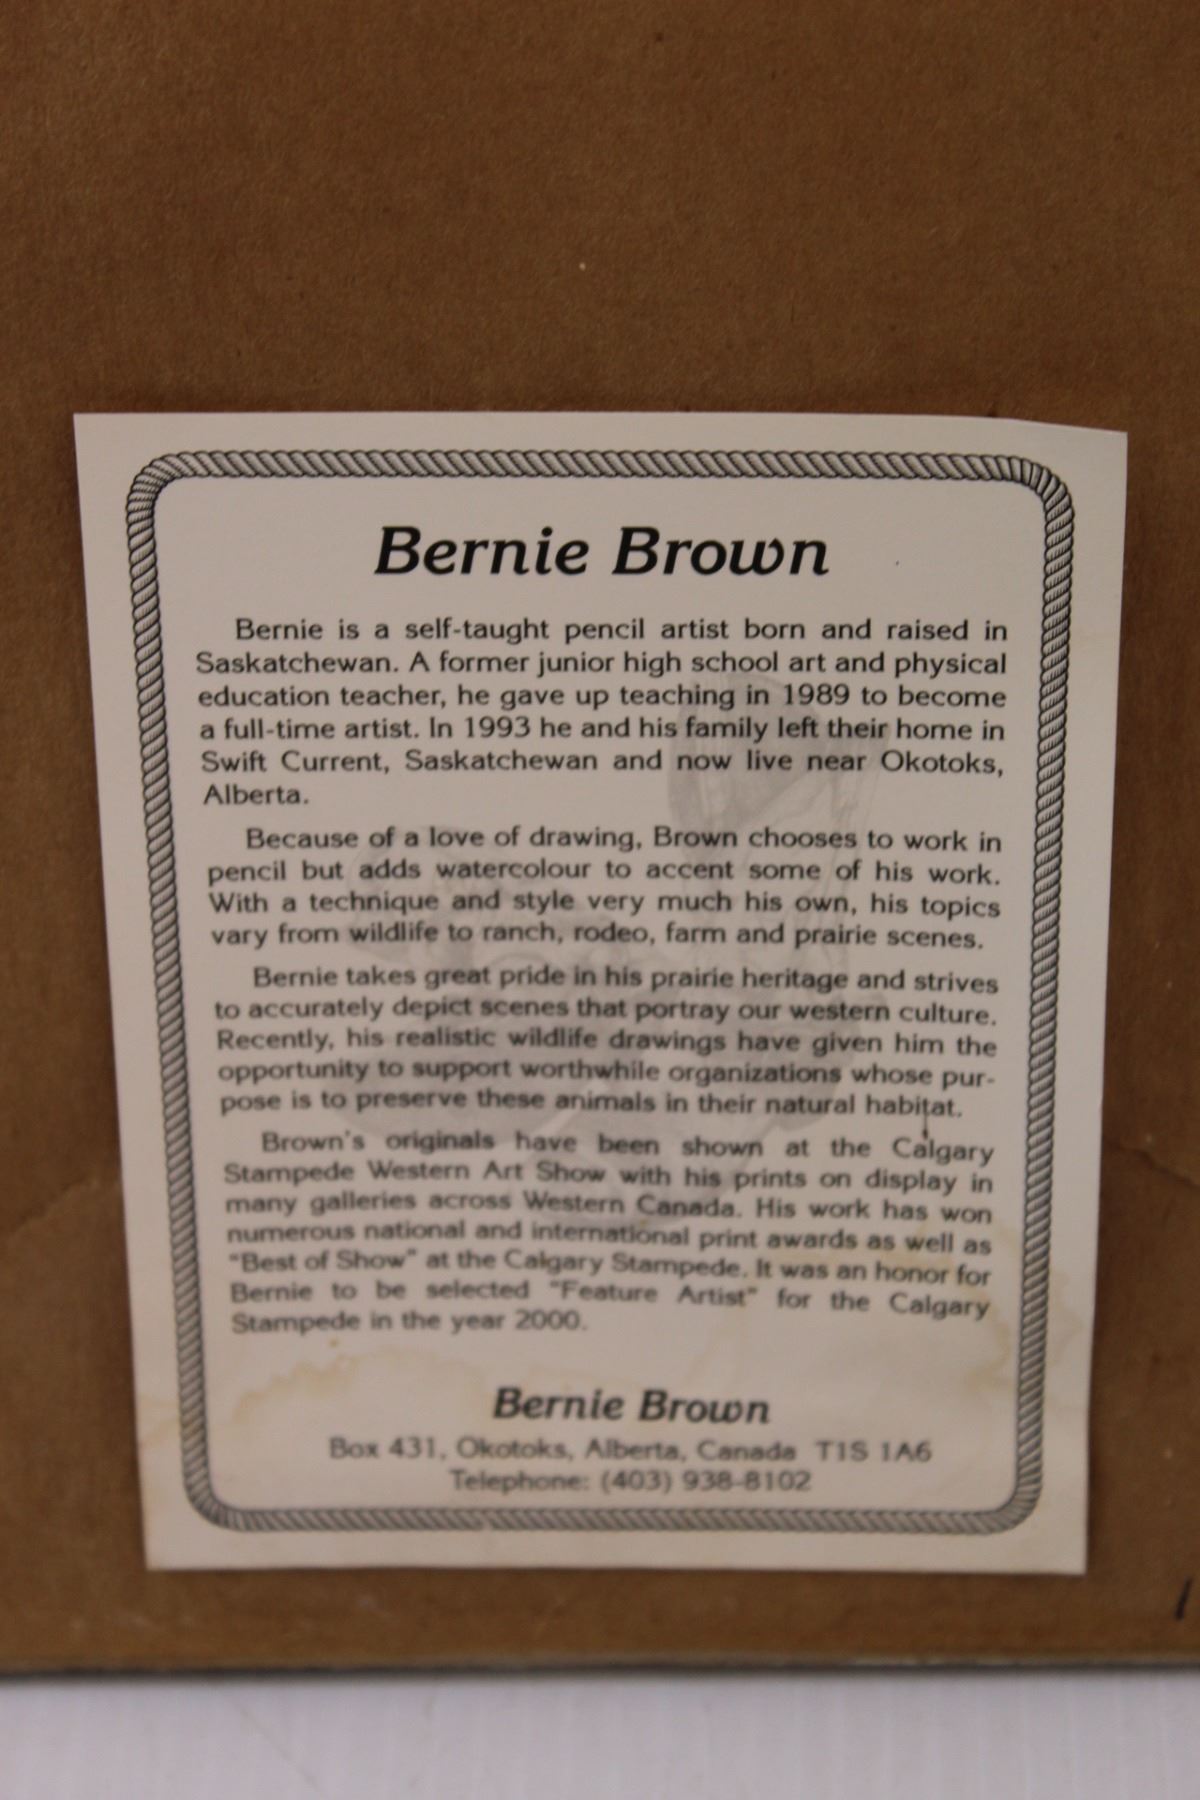 Bernie Brown
Bernie is a self-taught pencil artist born and raised in
Saskatchewan. A former junior high school art and physical
education teacher, he gave up teaching in 1989 to become
a full-time artist. In 1993 he and his family left their home in
Swift Current, Saskatchewan and now live near Okotoks,
Alberta.
Because of a love of drawing, Brown chooses to work in
pencil but adds watercolour to accent some of his work.
With a technique and style very much his own, his topics
vary from wildlife to ranch, rodeo, farm and prairie scenes.
Bernie takes great pride in his prairie heritage and strives
to accurately depict scenes that portray our western culture.
Recently, his realistic wildlife drawings have given him the
opportunity to support worthwhile organizations whose pur-
pose is to preserve these animals in their natural habitat.
Brown's originals have been shown at the Calgary
Stampede Western Art Show with his prints on display in
many galleries across Western Canada. His work has won
numerous national and international print awards as well as
"Best of Show" at the Calgary Stampede. It was an honor for
Bernie to be selected "Feature Artist" for the Calgary
Stampede in the year 2000.
Bernie Brown
Box 431, Okotoks, Alberta, Canada T1S 1A6
Telephone: (403) 938-8102